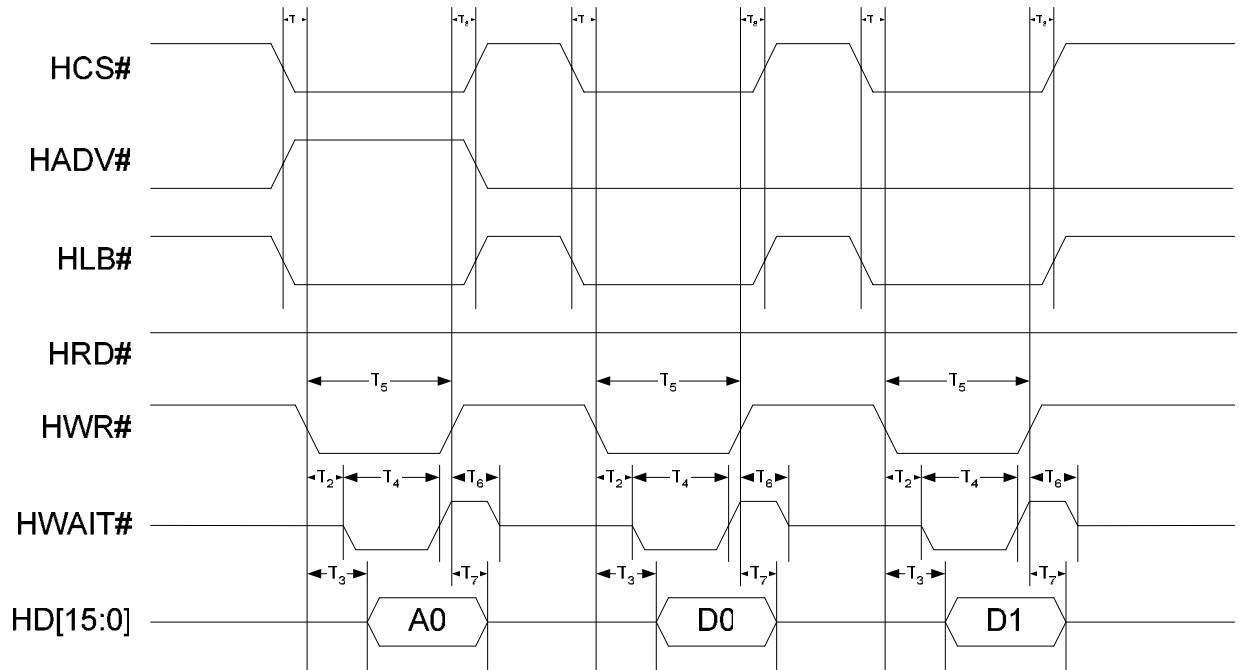 T T₈ T T₈ T T₈
HCS#
HADV#
HLB#
HRD#
T₅ T₅ T₅
HWR#
T₂ T₄ T₆ T₂ T₄ T₆ T₂ T₄ T₆
HWAIT#
T₃ T₇ T₃ T₇ T₃ T₇
HD[15:0] A0 D0 D1